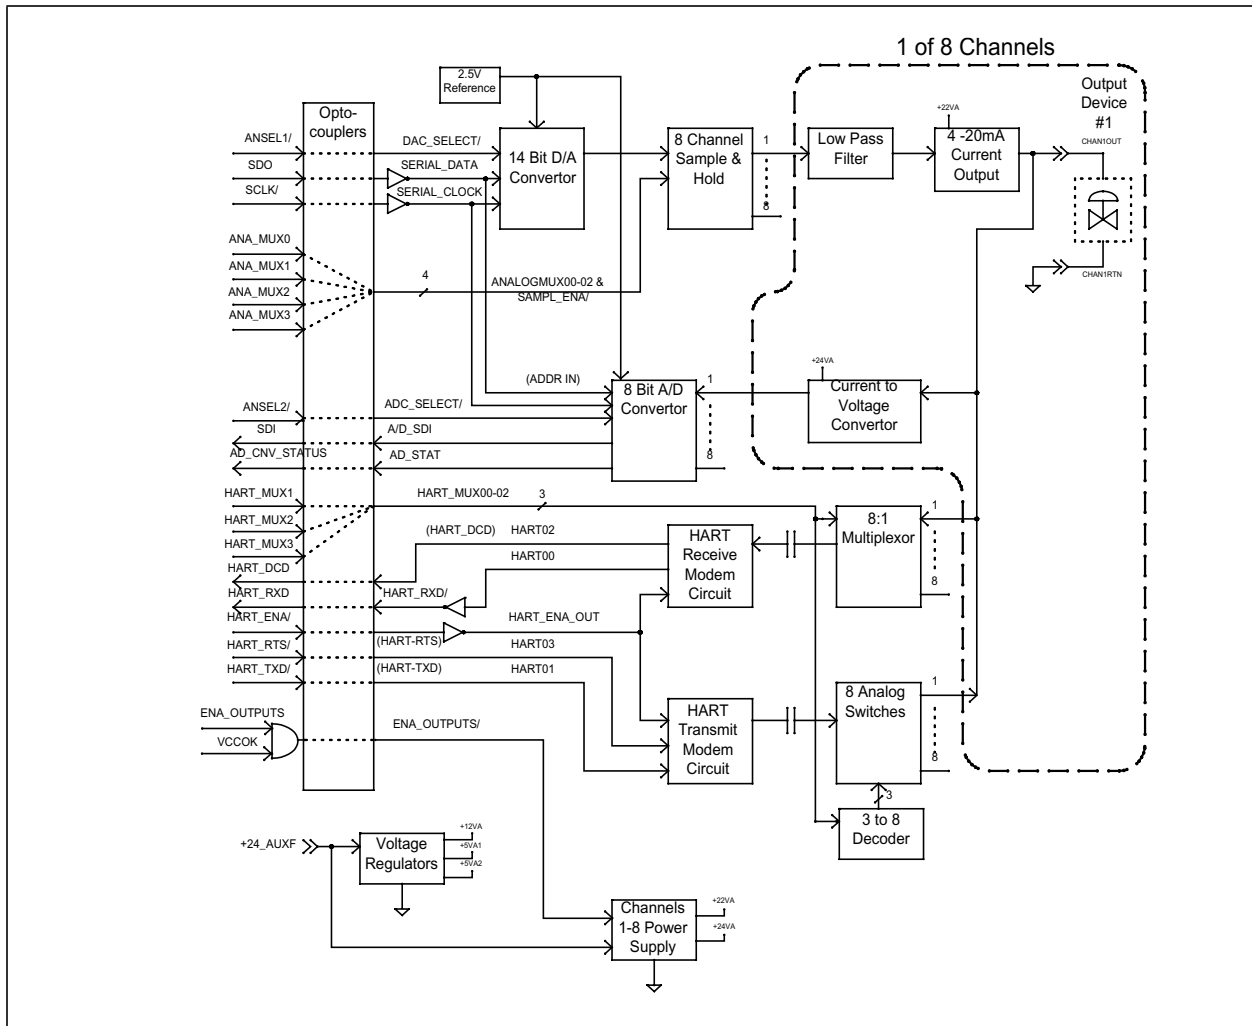 1 of 8 Channels
2.5V
Reference
Output
Device
#1
+22VA
Opto-
couplers
ANSEL1/
DAC_SELECT/
14 Bit D/A
Convertor
8 Channel
Sample &
Hold
1
8
Low Pass
Filter
4 -20mA
Current
Output
CHAN1OUT
SDO
SERIAL_DATA
SCLK/
SERIAL_CLOCK
ANA_MUX0
ANA_MUX1
ANA_MUX2
ANA_MUX3
4
ANALOGMUX00-02 &
SAMPL_ENA/
CHAN1RTN
+24VA
(ADDR IN)
8 Bit A/D
Convertor
1
8
Current to
Voltage
Convertor
ANSEL2/
ADC_SELECT/
SDI
A/D_SDI
AD_CNV_STATUS
AD_STAT
HART_MUX1
HART_MUX00-02
3
HART_MUX2
HART_MUX3
(HART_DCD)
HART02
HART00
HART
Receive
Modem
Circuit
8:1
Multiplexor
1
8
HART_DCD
HART_RXD
HART_RXD/
HART_ENA/
HART_ENA_OUT
HART_RTS/
(HART-RTS)
HART03
HART_TXD/
(HART-TXD)
HART01
HART
Transmit
Modem
Circuit
8 Analog
Switches
1
8
ENA_OUTPUTS
VCCOK
ENA_OUTPUTS/
3
3 to 8
Decoder
+24_AUXF
Voltage
Regulators
+12VA
+5VA1
+5VA2
Channels
1-8 Power
Supply
+22VA
+24VA